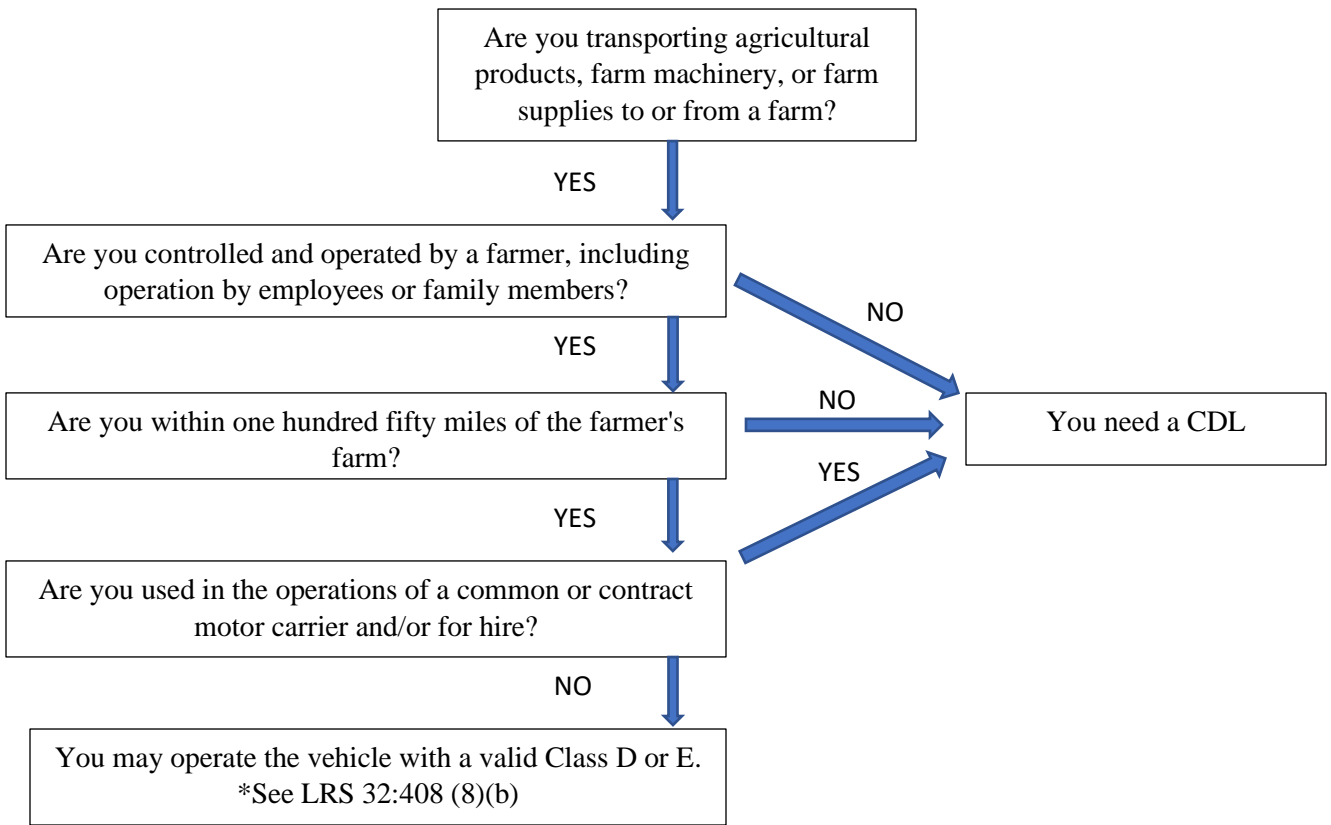 Are you transporting agricultural
products, farm machinery, or farm
supplies to or from a farm?
YES
Are you controlled and operated by a farmer, including
operation by employees or family members?
NO
YES
Are you within one hundred fifty miles of the farmer's
farm?
NO
You need a CDL
YES
YES
Are you used in the operations of a common or contract
motor carrier and/or for hire?
NO
You may operate the vehicle with a valid Class D or E.
*See LRS 32:408 (8)(b)